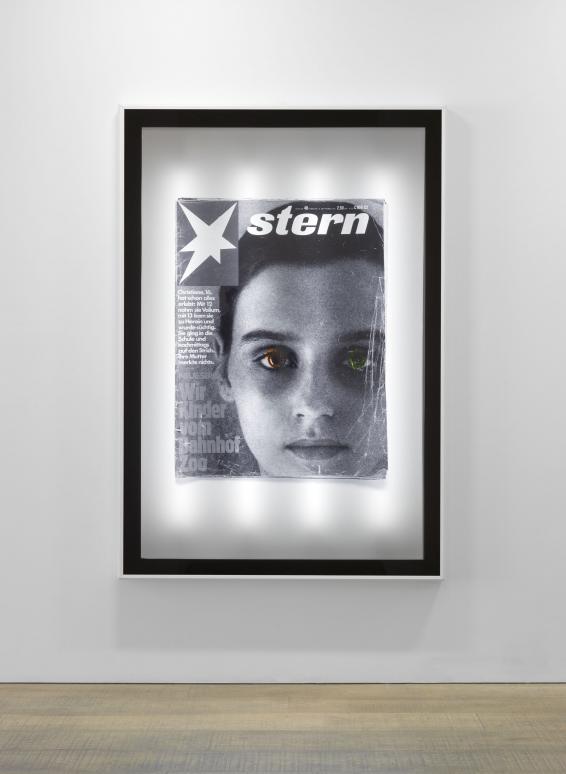 stern
Christiane, 16,
hat schon alles
erlebt: Mit 12
nahm sie Valium,
mit 13 kam sie
zu Heroin und
wurde süchtig.
Sie ging in die
Schule und
nachmittags
auf den Strich.
Ihre Mutter
merkte nichts.
Wir
Kinder
vom
Bahnhof
Zoo